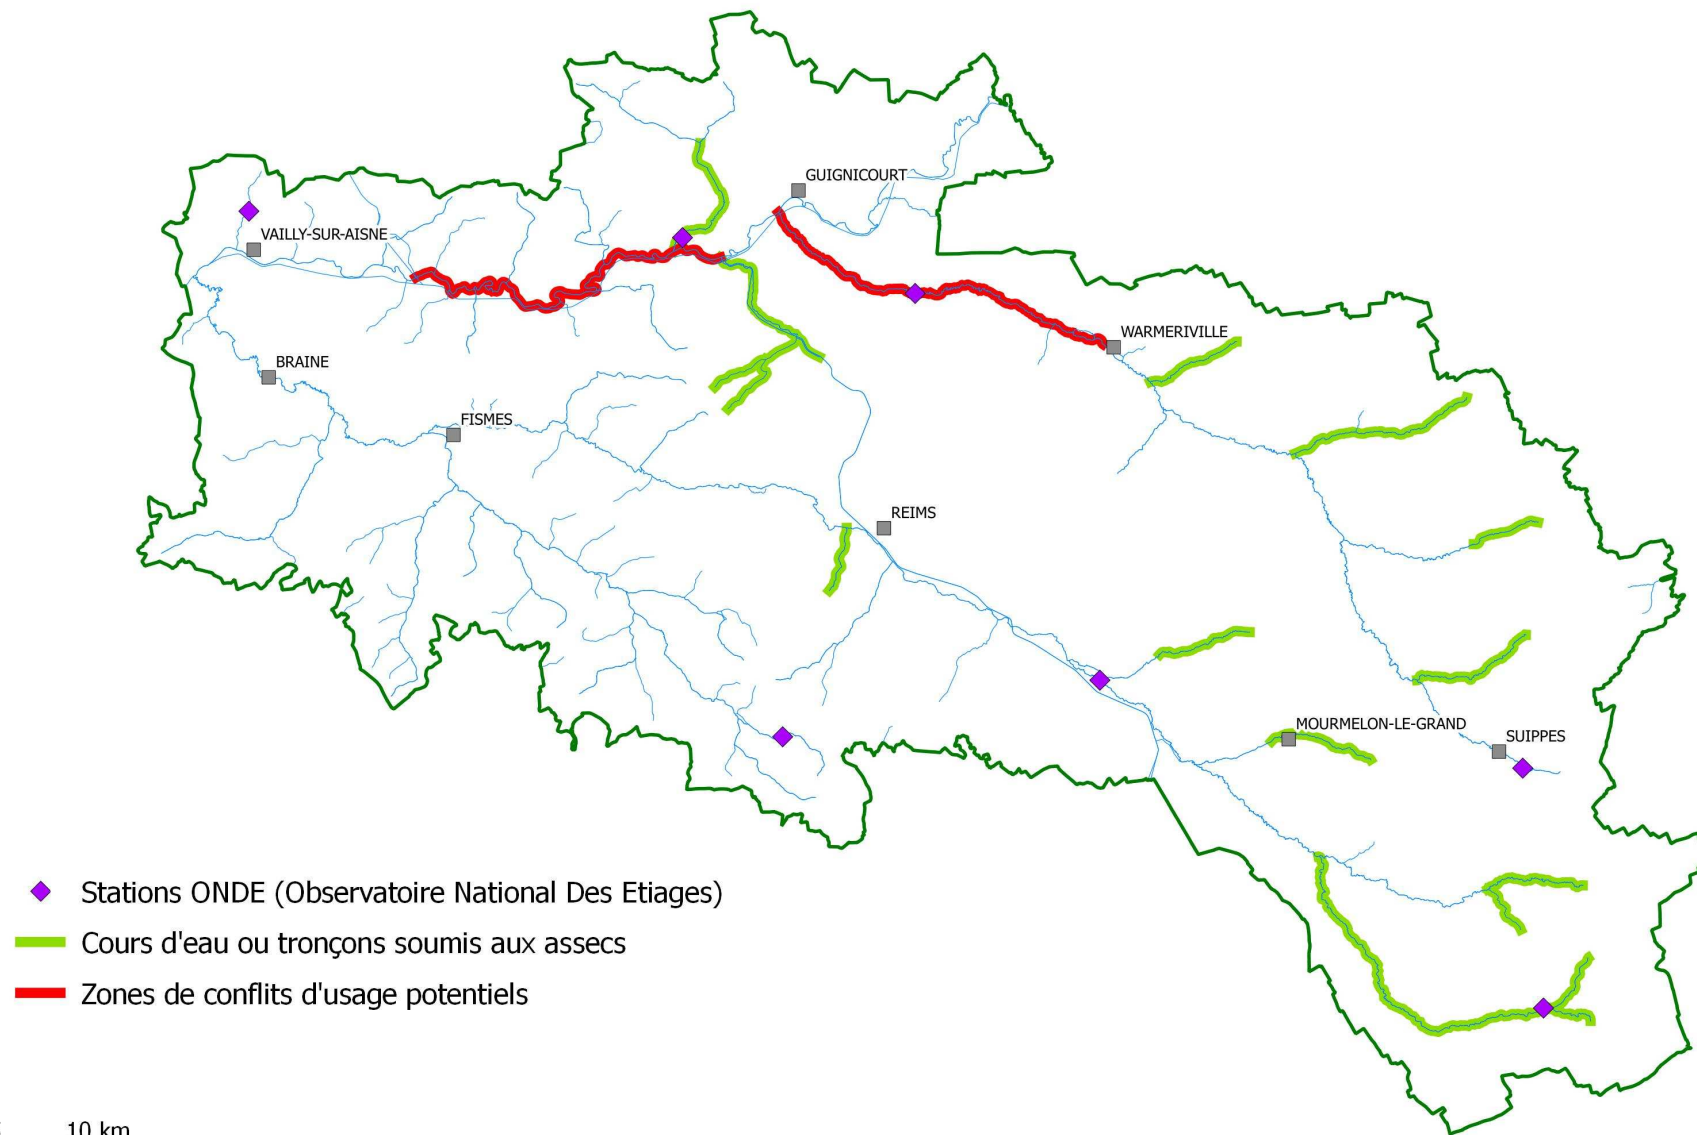 GUIGNICOURT
VAILLY-SUR-AISNE
WARMERIVILLE
BRAINE
FISMES
REIMS
MOURMELON-LE-GRAND
SUIPPES
Stations ONDE (Observatoire National Des Etiages)
Cours d'eau ou tronçons soumis aux assecs
Zones de conflits d'usage potentiels
10 km